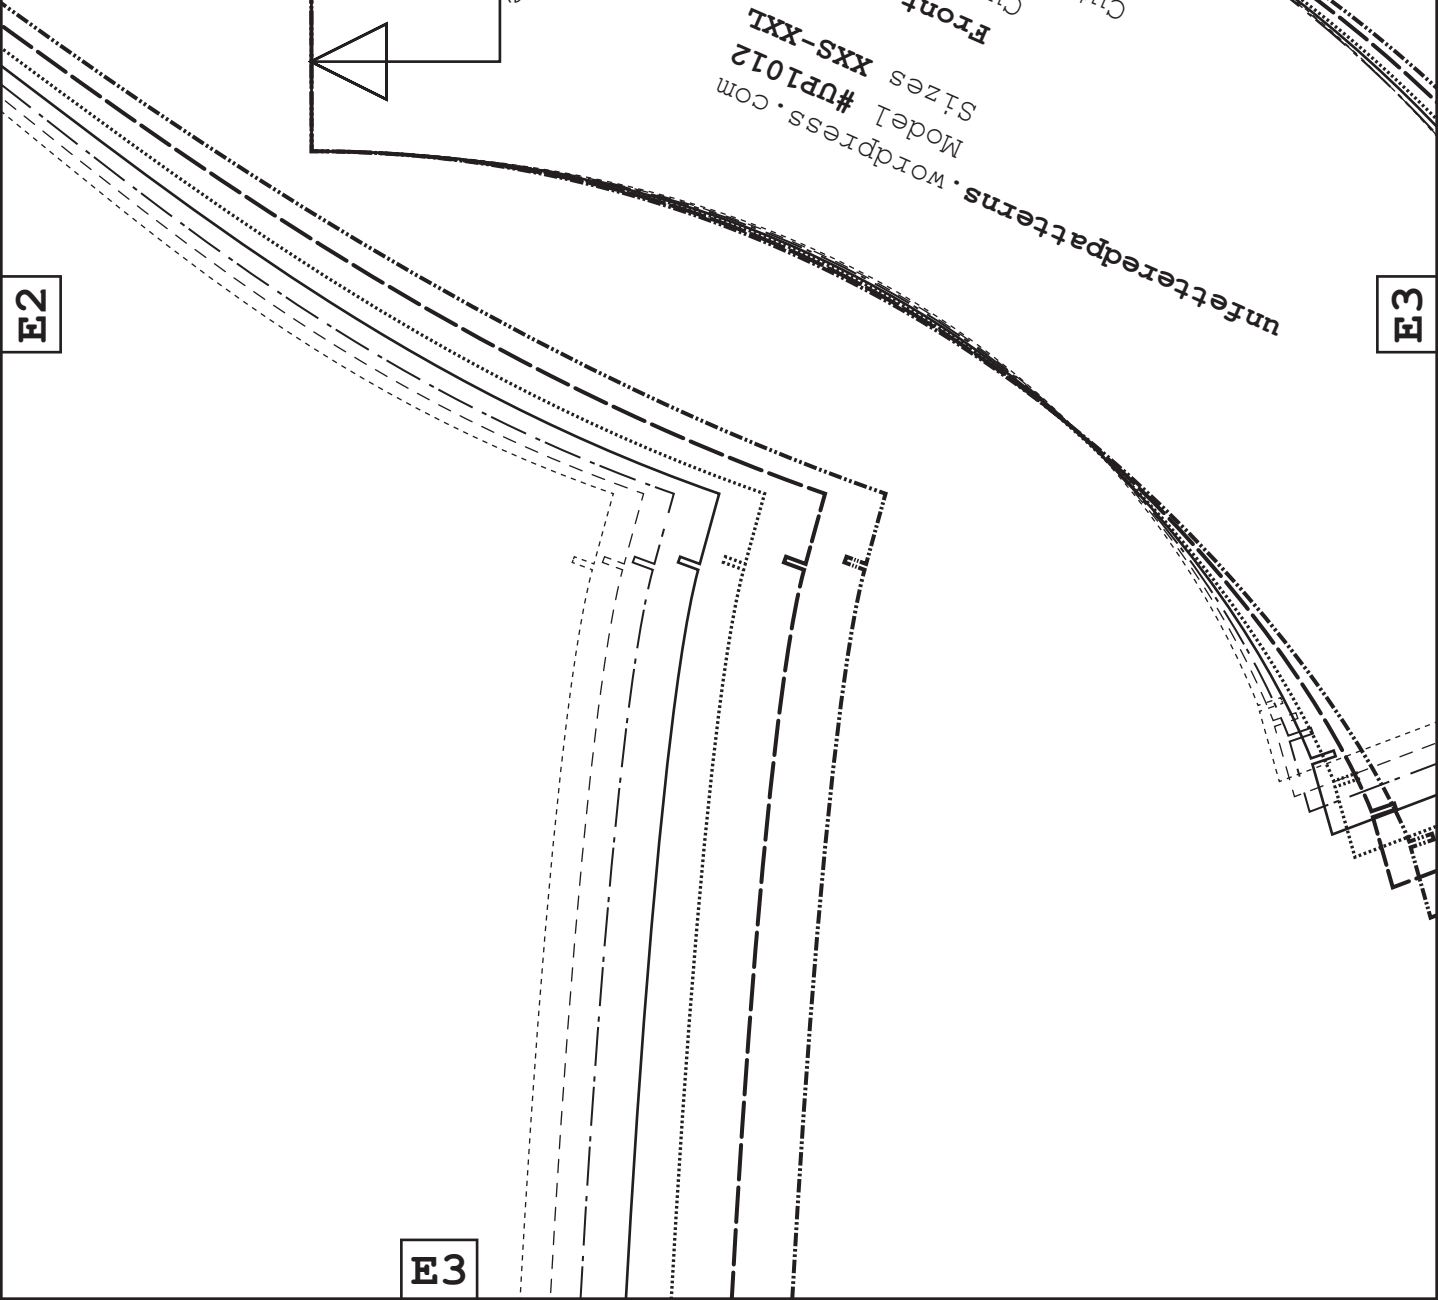 unfetteredpatterns.wordpress.com
Model #UP1012
Sizes XXS-XXL
Front
E2
E3
E3